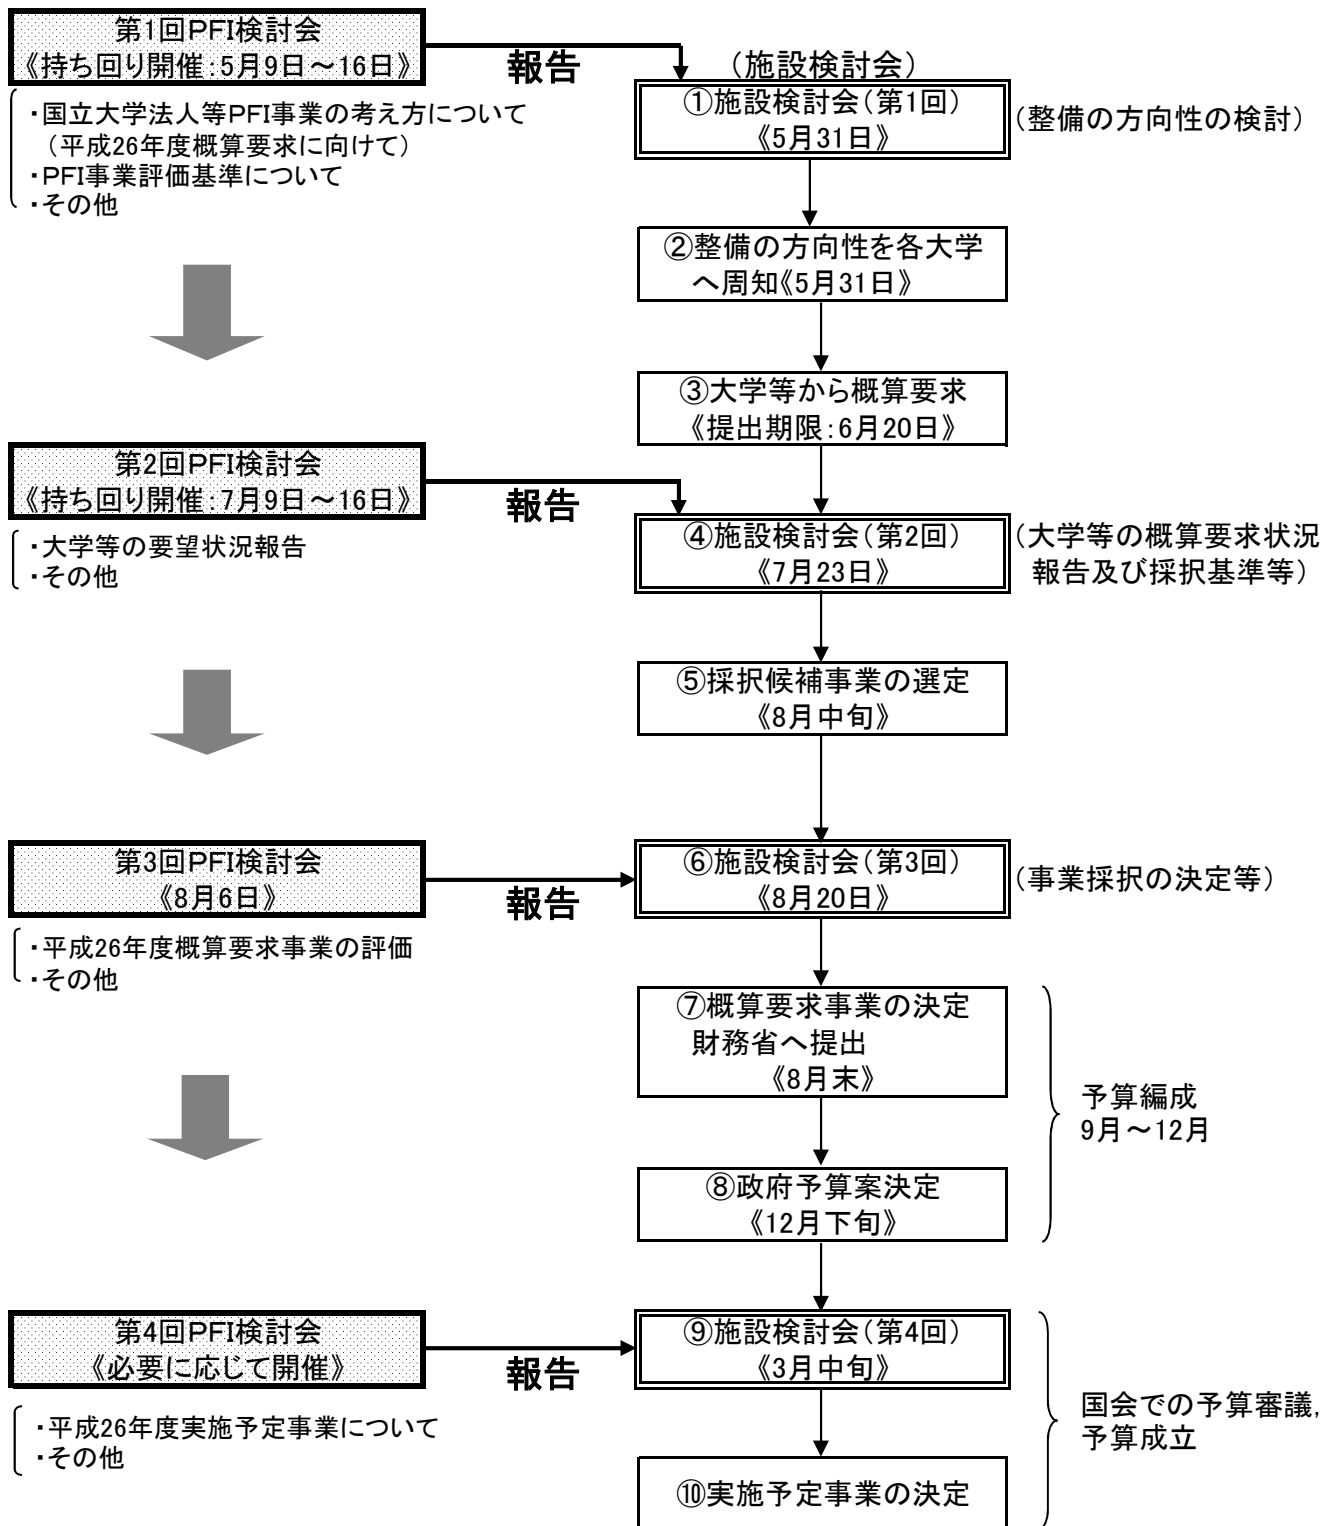 第1回PFI検討会
《持ち回り開催:5月9日～16日》
報告
・国立大学法人等PFI事業の考え方について
（平成26年度概算要求に向けて）
・PFI事業評価基準について
・その他
（施設検討会）
①施設検討会（第1回）
《5月31日》
（整備の方向性の検討）
②整備の方向性を各大学
へ周知《5月31日》
③大学等から概算要求
《提出期限:6月20日》
第2回PFI検討会
《持ち回り開催:7月9日～16日》
報告
・大学等の要望状況報告
・その他
④施設検討会（第2回）
《7月23日》
（大学等の概算要求状況
報告及び採択基準等）
⑤採択候補事業の選定
《8月中旬》
第3回PFI検討会
《8月6日》
報告
・平成26年度概算要求事業の評価
・その他
⑥施設検討会（第3回）
《8月20日》
（事業採択の決定等）
⑦概算要求事業の決定
財務省へ提出
《8月末》
⑧政府予算案決定
《12月下旬》
予算編成
9月～12月
第4回PFI検討会
《必要に応じて開催》
報告
・平成26年度実施予定事業について
・その他
⑨施設検討会（第4回）
《3月中旬》
⑩実施予定事業の決定
国会での予算審議,
予算成立